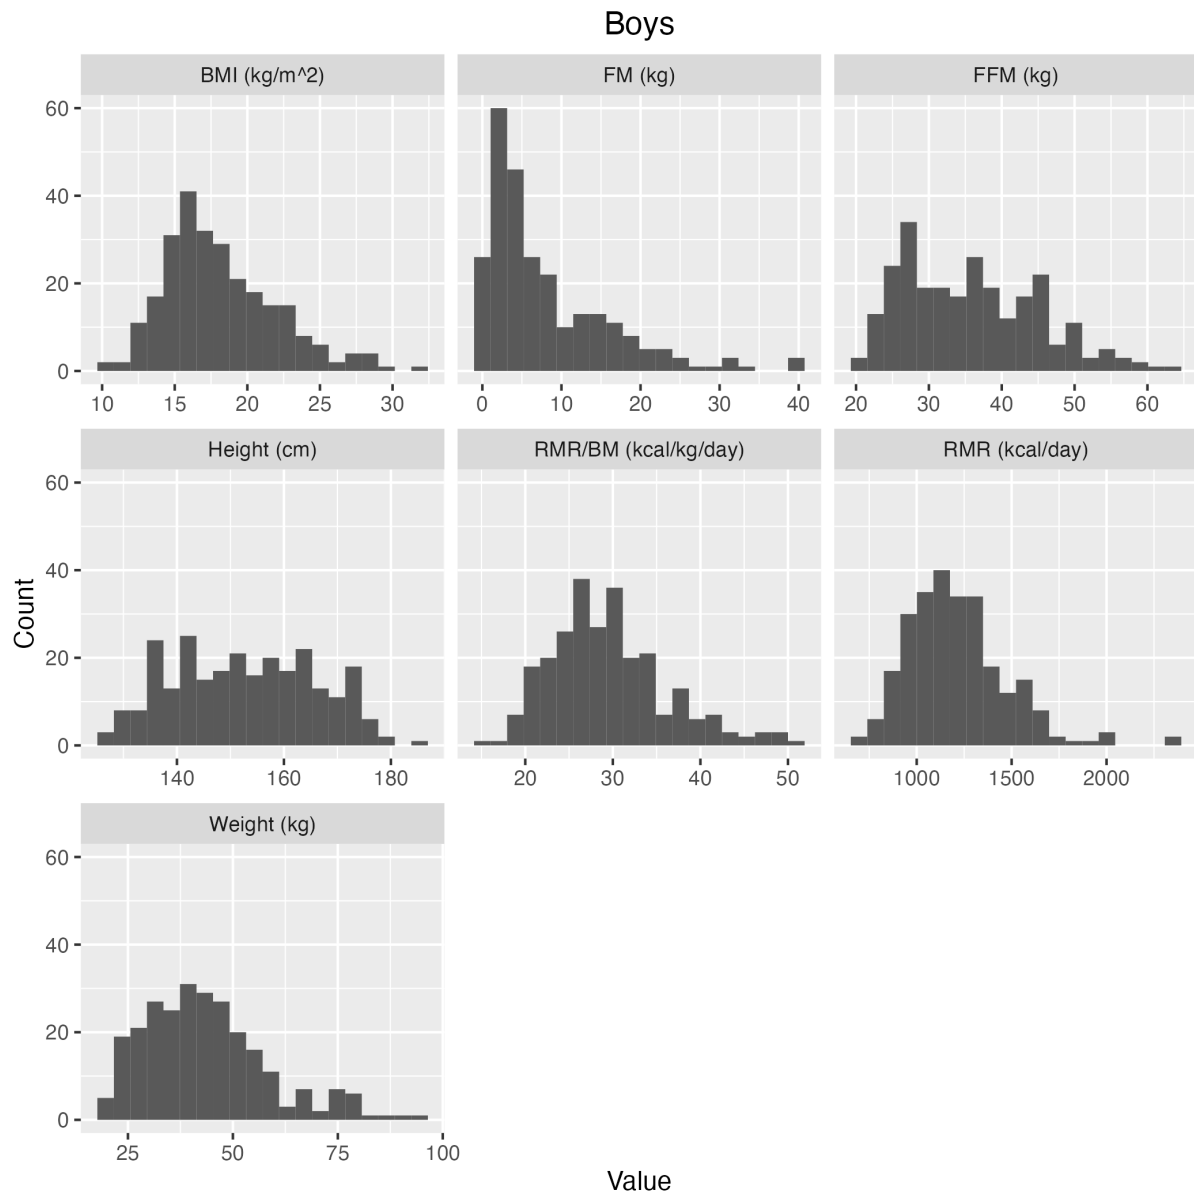 Boys
BMI (kg/m^2) FM (kg) FFM (kg)
60
40
20
0
10 15 20 25 30 0 10 20 30 40 20 30 40 50 60
Height (cm) RMR/BM (kcal/kg/day) RMR (kcal/day)
60
40
20
0
140 160 180 20 30 40 50 1000 1500 2000
Count
Weight (kg)
60
40
20
0
25 50 75 100
Value